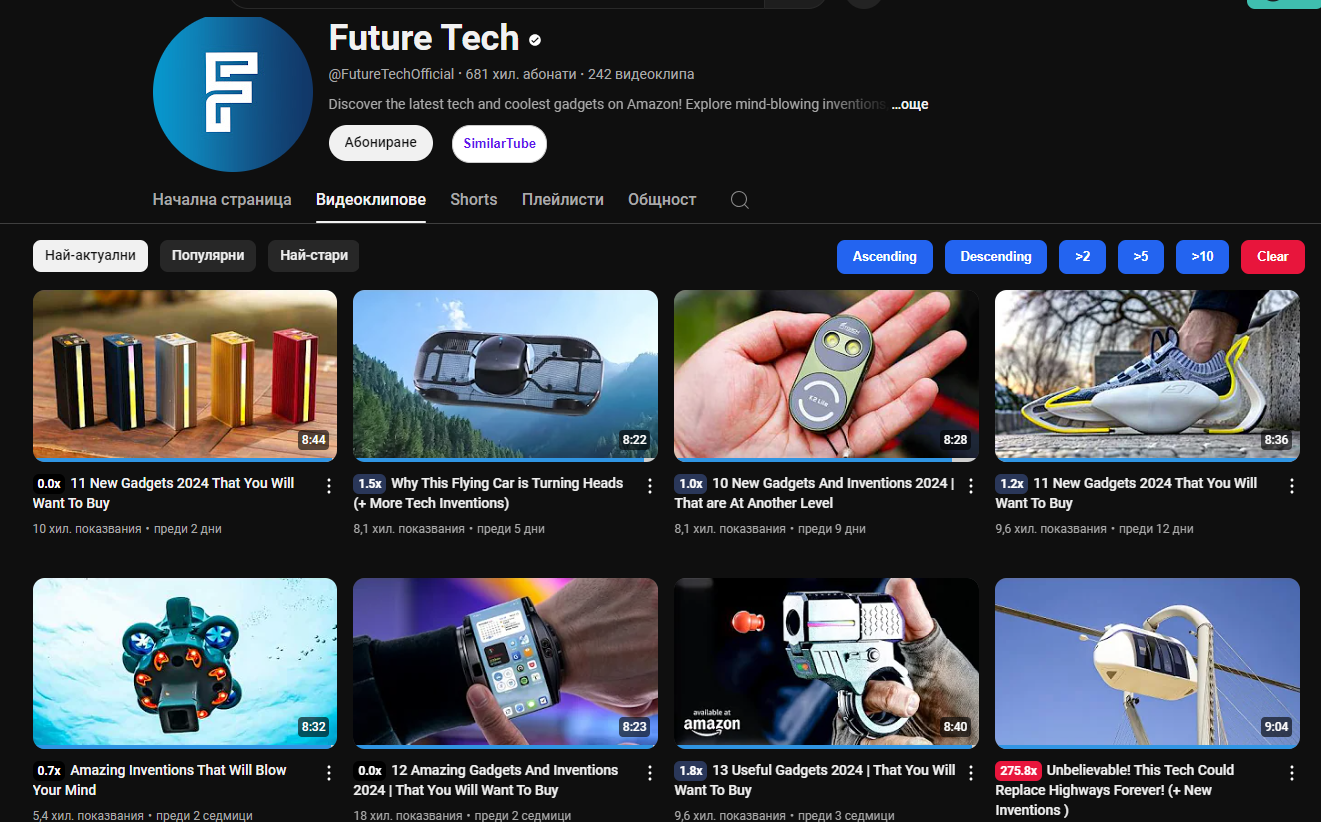 Future Tech
@FutureTechOfficial · 681 хил. абонати · 242 видеоклипа
Discover the latest tech and coolest gadgets on Amazon! Explore mind-blowing inventions ...още
Абониране
SimilarTube
Начална страница Видеоклипове Shorts Плейлисти Общност
Най-актуални Популярни Най-стари Ascending Descending >2 >5 >10 Clear
E2 Lite
8:44 8:22 8:28 8:36
0.0x 11 New Gadgets 2024 That You Will
Want To Buy
10 хил. показвания • преди 2 дни
1.5x Why This Flying Car is Turning Heads
(+ More Tech Inventions)
8,1 хил. показвания • преди 5 дни
1.0x 10 New Gadgets And Inventions 2024 |
That are At Another Level
8,1 хил. показвания • преди 9 дни
1.2x 11 New Gadgets 2024 That You Will
Want To Buy
9,6 хил. показвания • преди 12 дни
available at
amazon
8:32 8:23 8:40 9:04
0.7x Amazing Inventions That Will Blow
Your Mind
5,4 хил. показвания • преди 2 седмици
0.0x 12 Amazing Gadgets And Inventions
2024 | That You Will Want To Buy
18 хил. показвания • преди 2 седмици
1.8x 13 Useful Gadgets 2024 | That You Will
Want To Buy
9,6 хил. показвания • преди 3 седмици
275.8x Unbelievable! This Tech Could
Replace Highways Forever! (+ New
Inventions )